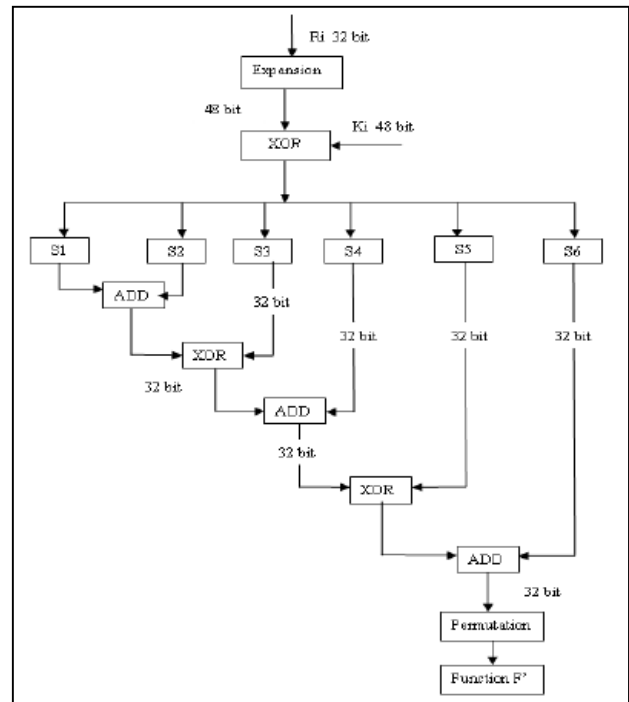 Ri 32 bit
Expansion
48 bit
Ki 48 bit
XOR
S1 S2 S3 S4 S5 S6
ADD
32 bit
32 bit
32 bit
32 bit
XOR
32 bit
ADD
32 bit
XOR
ADD
32 bit
Permutation
Function F'